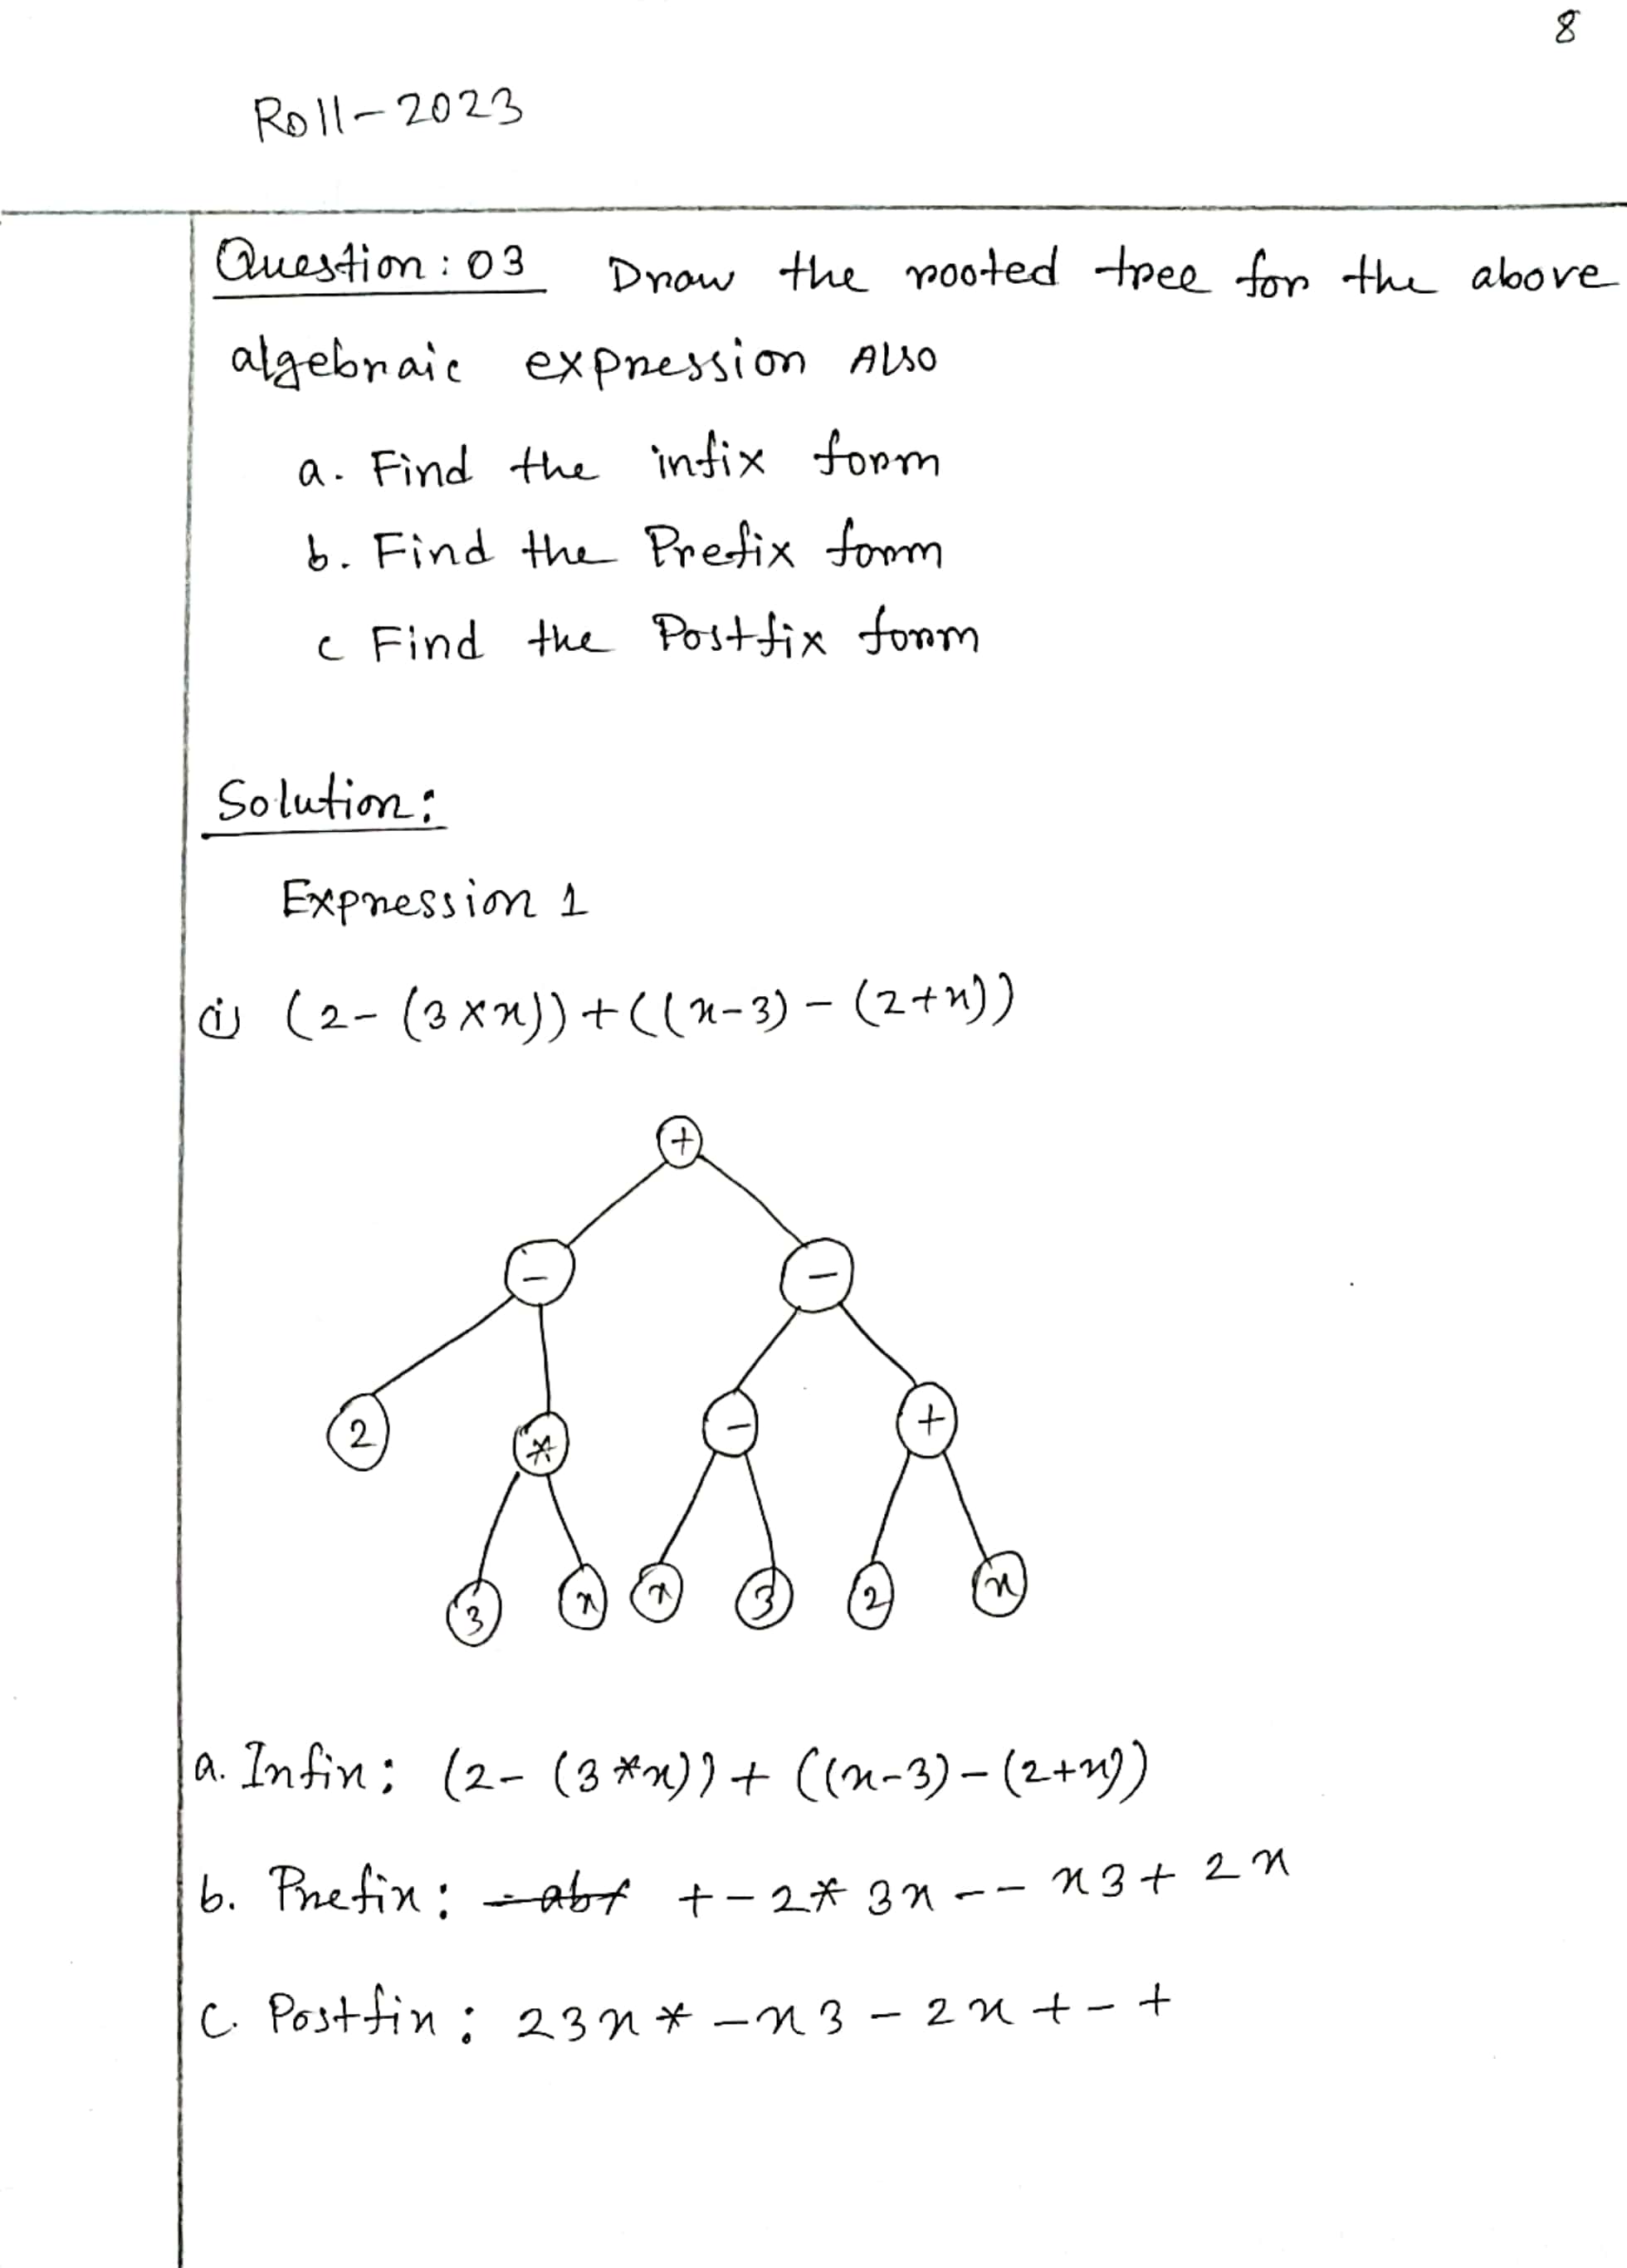 8
Roll-2023
Question: 03 Draw the rooted tree for the above
algebraic expression Also
a. Find the infix form
b. Find the Prefix form
c Find the Postfix form
Solution:
Expression 1
(i) (2-(3×x))+((x-3)-(2+x))
+
- -
2 * - +
3 x x 3 2 x
a. Infix: (2-(3*x))+((x-3)-(2+x))
b. Prefix: +-2*3x--x3+2x
c. Postfix: 23x*-x3-2x+-+